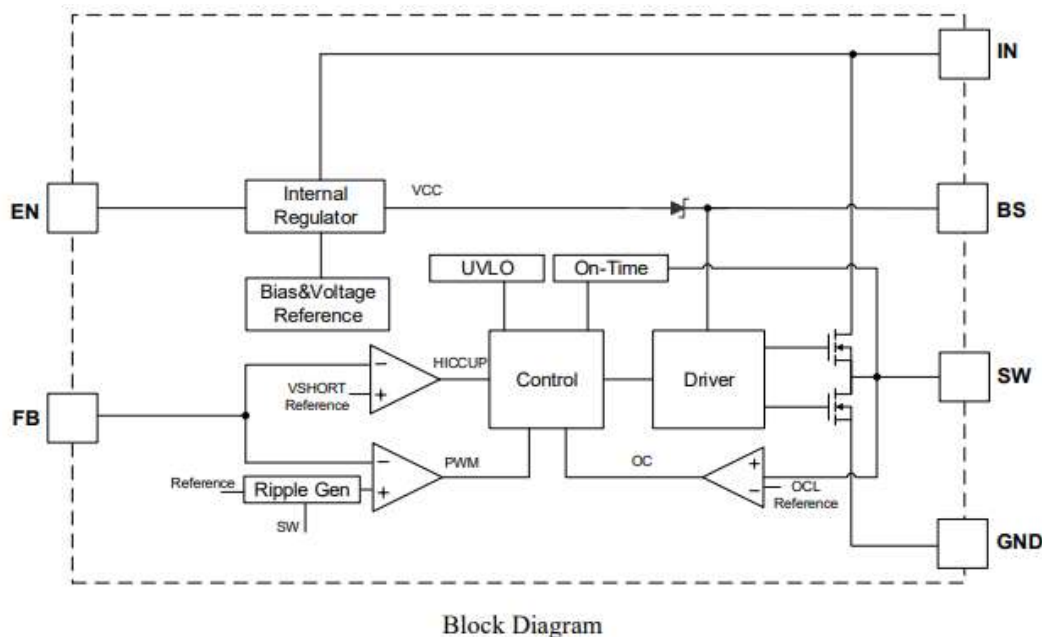 IN
EN
Internal
Regulator
VCC
BS
UVLO
On-Time
Bias&Voltage
Reference
HICCUP
VSHORT
Reference
Control
Driver
SW
FB
PWM
OC
Reference
Ripple Gen
SW
OCL
Reference
GND
−
+
−
+
+
−
Block Diagram